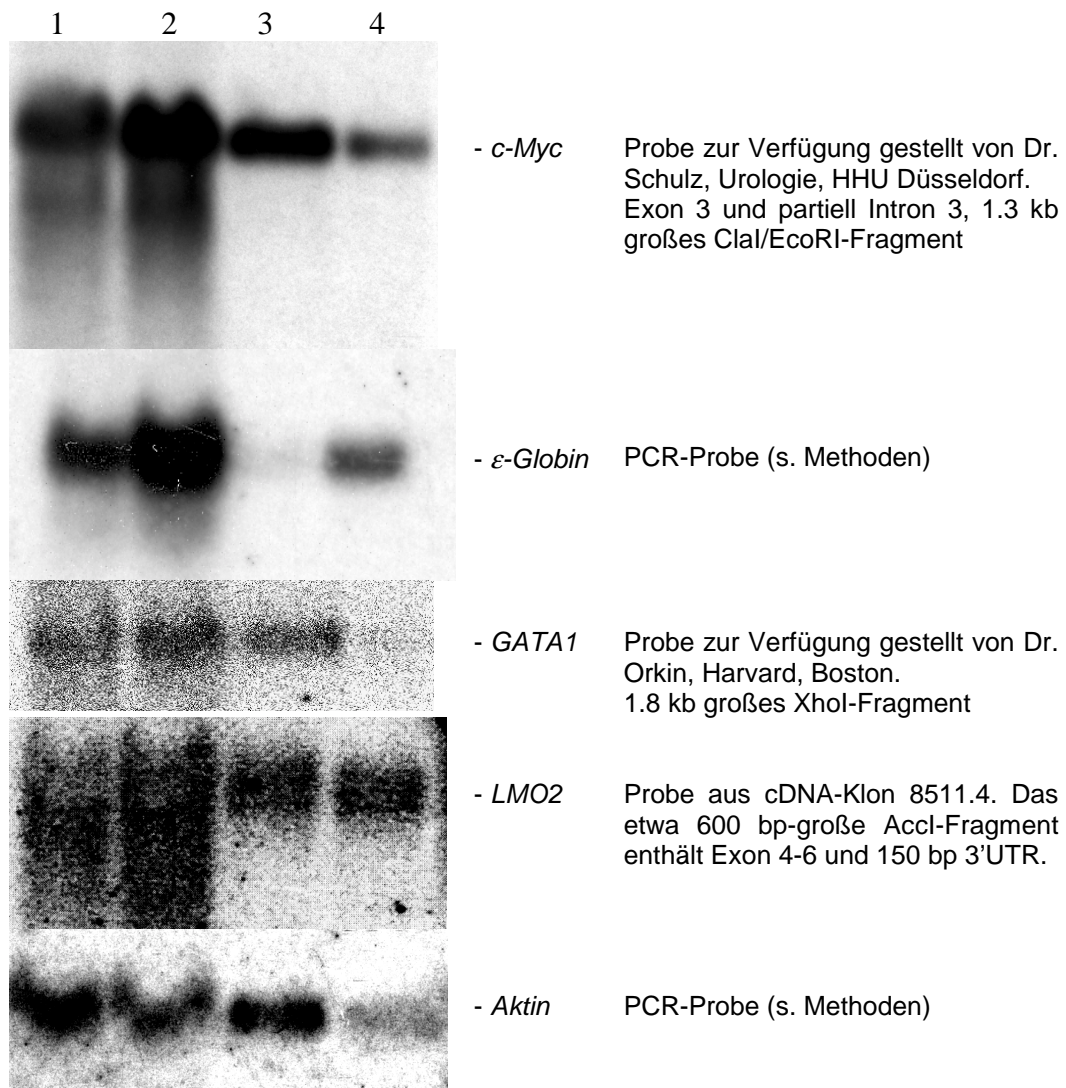 1 2 3 4
- c-Myc Probe zur Verfügung gestellt von Dr.
Schulz, Urologie, HHU Düsseldorf.
Exon 3 und partiell Intron 3, 1.3 kb
großes ClaI/EcoRI-Fragment
- ε-Globin PCR-Probe (s. Methoden)
- GATA1 Probe zur Verfügung gestellt von Dr.
Orkin, Harvard, Boston.
1.8 kb großes XhoI-Fragment
- LMO2 Probe aus cDNA-Klon 8511.4. Das
etwa 600 bp-große AccI-Fragment
enthält Exon 4-6 und 150 bp 3’UTR.
- Aktin PCR-Probe (s. Methoden)